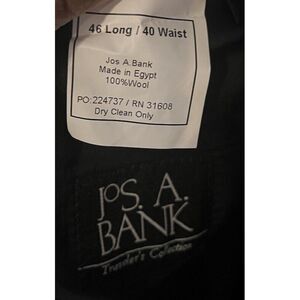 46 Long / 40 Waist
Jos A.Bank
Made in Egypt
100%Wool
PO:224737 / RN 31608
Dry Clean Only
JOS. A.
BANK
Traveler's Collection